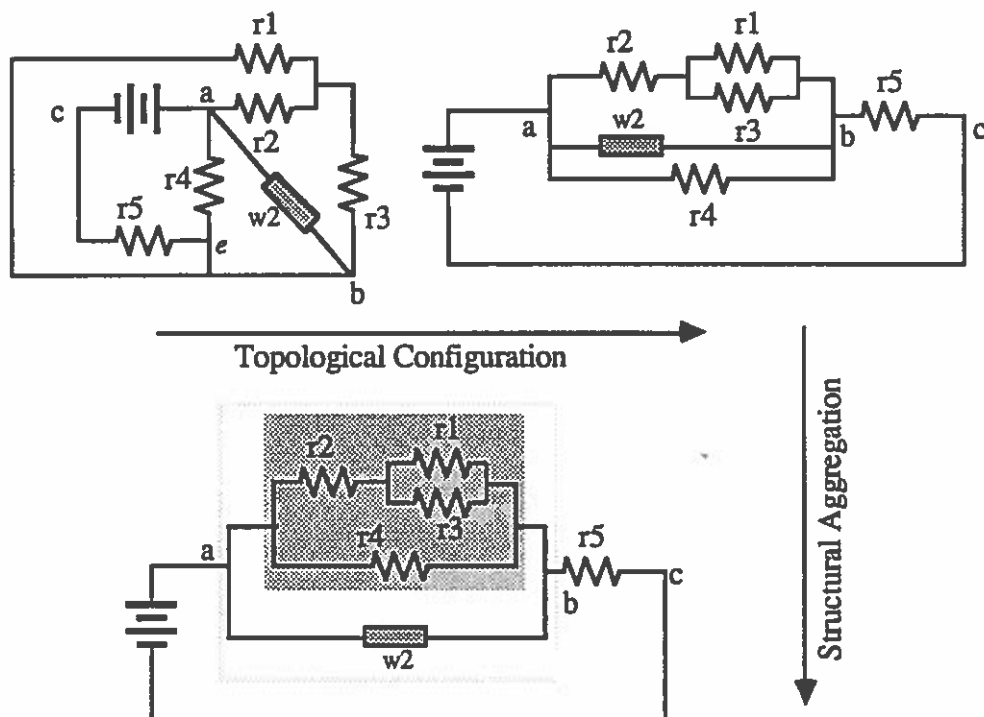 r1
c
a
r2
r4
r5
w2
r3
e
b
r1
r2
r5
a
w2
r3
b
c
r4
Topological Configuration
Structural Aggregation
r1
r2
r3
r4
a
r5
c
b
w2